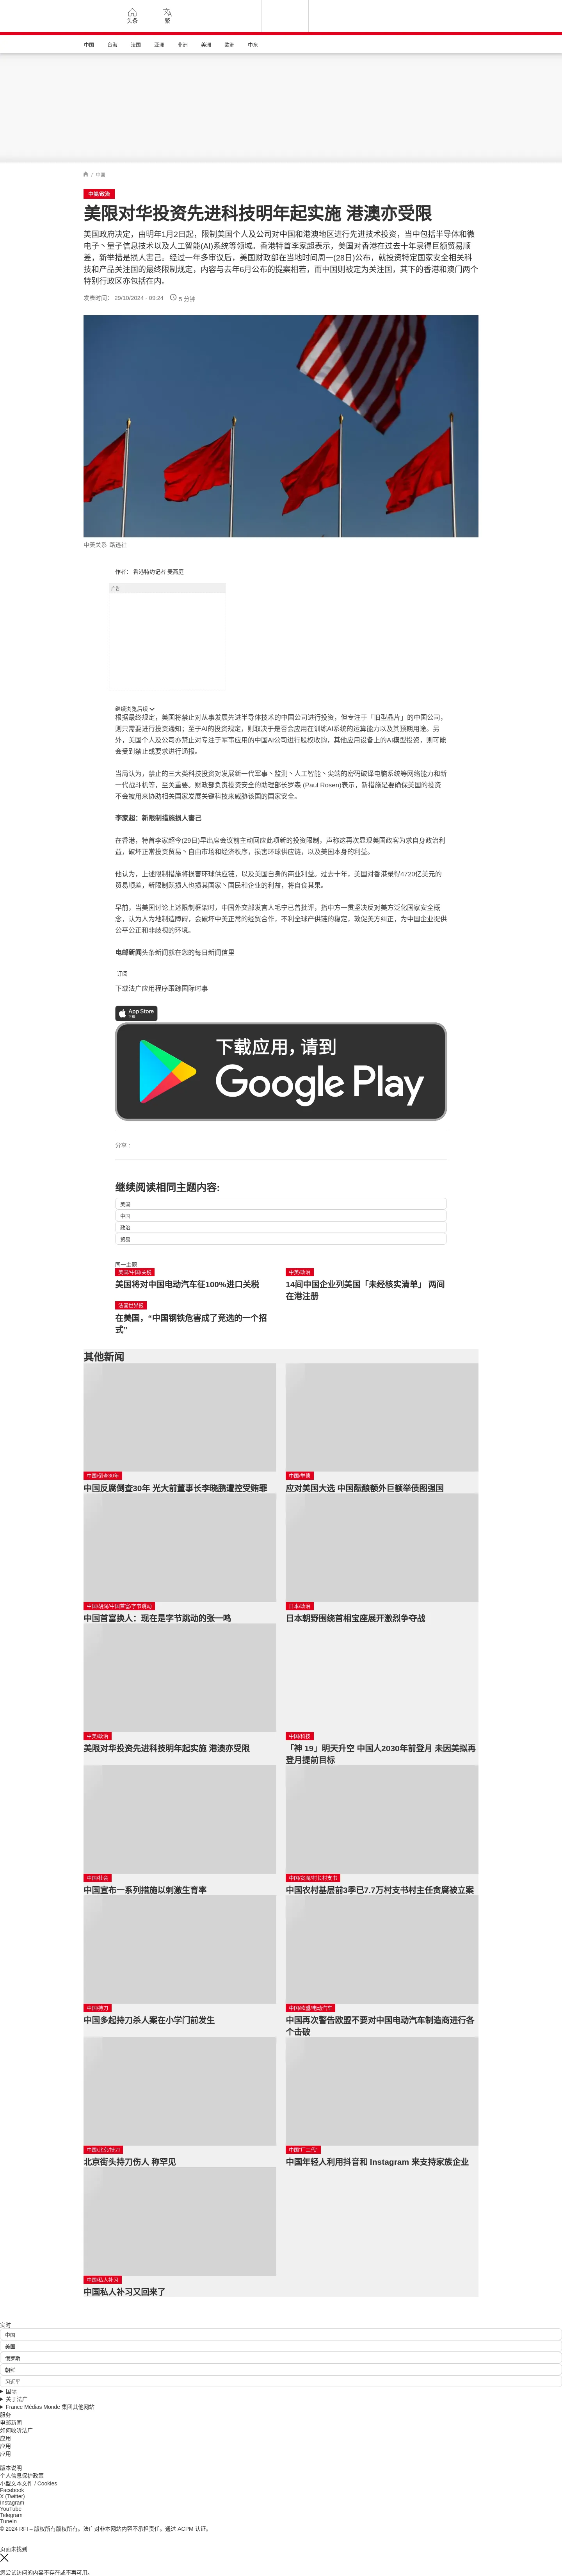 头条
繁
中国
台海
法国
亚洲
非洲
美洲
欧洲
中东
/ 中国
中美/政治
美限对华投资先进科技明年起实施 港澳亦受限
美国政府决定，由明年1月2日起，限制美国个人及公司对中国和港澳地区进行先进技术投资，当中包括半导体和微
电子丶量子信息技术以及人工智能(AI)系统等领域。香港特首李家超表示，美国对香港在过去十年录得巨额贸易顺
差，新举措是损人害己。经过一年多审议后，美国财政部在当地时间周一(28日)公布，就投资特定国家安全相关科
技和产品关注国的最终限制规定，内容与去年6月公布的提案相若，而中国则被定为关注国，其下的香港和澳门两个
特别行政区亦包括在内。
发表时间： 29/10/2024 - 09:24
5 分钟
中美关系 路透社
作者： 香港特约记者 麦燕庭
广告
继续浏览后续
根据最终规定，美国将禁止对从事发展先进半导体技术的中国公司进行投资，但专注于「旧型晶片」的中国公司，
则只需要进行投资通知；至于AI的投资规定，则取决于是否会应用在训练AI系统的运算能力以及其预期用途。另
外，美国个人及公司亦禁止对专注于军事应用的中国AI公司进行股权收购，其他应用设备上的AI模型投资，则可能
会受到禁止或要求进行通报。
当局认为，禁止的三大类科技投资对发展新一代军事丶监测丶人工智能丶尖端的密码破译电脑系统等网络能力和新
一代战斗机等，至关重要。财政部负责投资安全的助理部长罗森 (Paul Rosen)表示，新措施是要确保美国的投资
不会被用来协助相关国家发展关键科技来威胁该国的国家安全。
李家超：新限制措施损人害己
在香港，特首李家超今(29日)早出席会议前主动回应此项新的投资限制，声称这再次显现美国政客为求自身政治利
益，破坏正常投资贸易丶自由市场和经济秩序，损害环球供应链，以及美国本身的利益。
他认为，上述限制措施将损害环球供应链，以及美国自身的商业利益。过去十年，美国对香港录得4720亿美元的
贸易顺差，新限制既损人也损其国家丶国民和企业的利益，将自食其果。
早前，当美国讨论上述限制框架时，中国外交部发言人毛宁已曾批评，指中方一贯坚决反对美方泛化国家安全概
念，认为人为地制造障碍，会破坏中美正常的经贸合作，不利全球产供链的稳定，敦促美方纠正，为中国企业提供
公平公正和非歧视的环境。
电邮新闻头条新闻就在您的每日新闻信里
订阅
下载法广应用程序跟踪国际时事
App Store
下载
下载应用，请到
Google Play
分享 :
继续阅读相同主题内容:
美国
中国
政治
贸易
同一主题
美国/中国/关税
美国将对中国电动汽车征100%进口关税
中美/政治
14间中国企业列美国「未经核实清单」 两间
在港注册
法国世界报
在美国，“中国钢铁危害成了竞选的一个招
式”
其他新闻
中国/倒查30年
中国反腐倒查30年 光大前董事长李晓鹏遭控受贿罪
中国/举债
应对美国大选 中国酝酿额外巨额举债图强国
中国/胡润/中国首富/字节跳动
中国首富换人：现在是字节跳动的张一鸣
日本/政治
日本朝野围绕首相宝座展开激烈争夺战
中美/政治
美限对华投资先进科技明年起实施 港澳亦受限
中国/科技
「神 19」明天升空 中国人2030年前登月 未因美拟再
登月提前目标
中国/社会
中国宣布一系列措施以刺激生育率
中国/贪腐/村长村支书
中国农村基层前3季已7.7万村支书村主任贪腐被立案
中国/持刀
中国多起持刀杀人案在小学门前发生
中国/欧盟/电动汽车
中国再次警告欧盟不要对中国电动汽车制造商进行各
个击破
中国/北京/持刀
北京街头持刀伤人 称罕见
中国“厂二代”
中国年轻人利用抖音和 Instagram 来支持家族企业
中国/私人补习
中国私人补习又回来了
实时
中国
美国
俄罗斯
朝鲜
习近平
国际
关于法广
France Médias Monde 集团其他网站
服务
电邮新闻
如何收听法广
应用
应用
应用
版本说明
个人信息保护政策
小型文本文件 / Cookies
Facebook
X (Twitter)
Instagram
YouTube
Telegram
TuneIn
© 2024 RFI – 版权所有版权所有。法广对非本网站内容不承担责任。通过 ACPM 认证。
页面未找到
您尝试访问的内容不存在或不再可用。